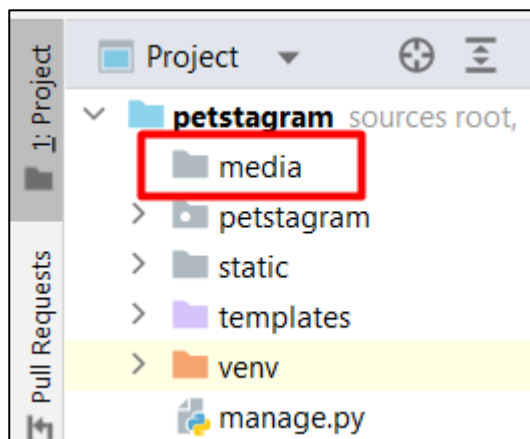 1: Project
Pull Requests
Project
petstagram sources root,
media
petstagram
static
templates
venv
manage.py